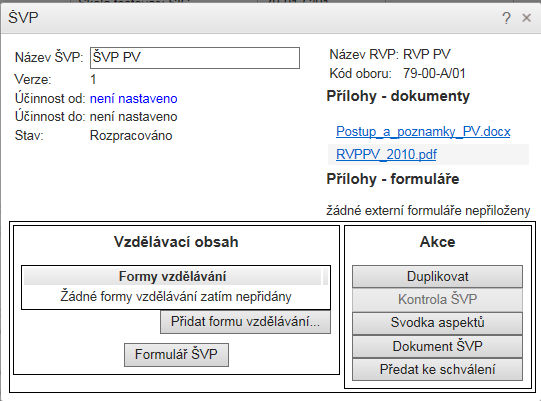 ŠVP
? ×
Název ŠVP: ŠVP PV
Verze: 1
Účinnost od: není nastaveno
Účinnost do: není nastaveno
Stav: Rozpracováno
Název RVP: RVP PV
Kód oboru: 79-00-A/01
Přílohy - dokumenty
Postup_a_poznamky_PV.docx
RVPPV_2010.pdf
Přílohy - formuláře
žádné externí formuláře nepřiloženy
Vzdělávací obsah
Formy vzdělávání
Žádné formy vzdělávání zatím nepřidány
Přidat formu vzdělávání...
Formulář ŠVP
Akce
Duplikovat
Kontrola ŠVP
Svodka aspektů
Dokument ŠVP
Předat ke schválení